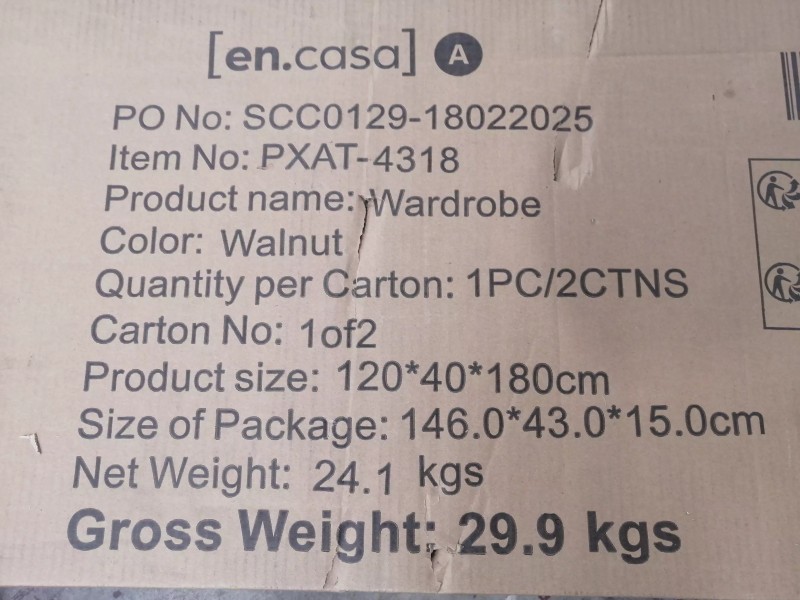 [en.casa] A
PO No: SCC0129-18022025
Item No: PXAT-4318
Product name: Wardrobe
Color: Walnut
Quantity per Carton: 1PC/2CTNS
Carton No: 1of2
Product size: 120*40*180cm
Size of Package: 146.0*43.0*15.0cm
Net Weight: 24.1 kgs
Gross Weight: 29.9 kgs